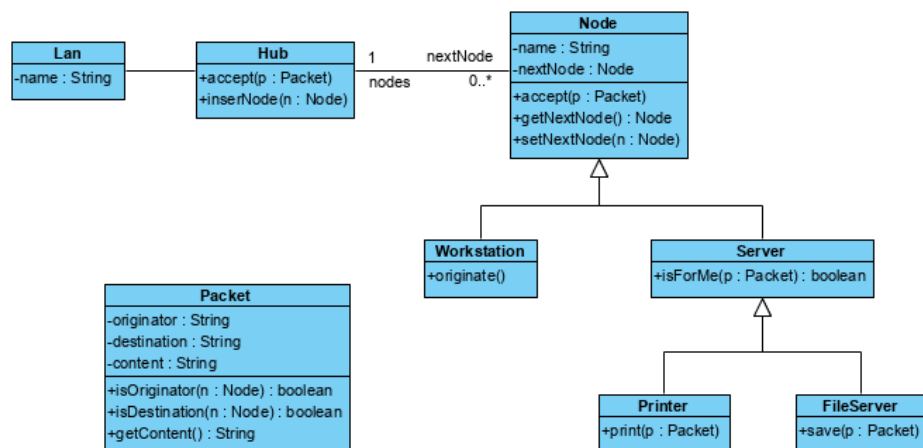 Lan
-name : String
Hub
+accept(p : Packet)
+inserNode(n : Node)
1
nodes
nextNode
0..*
Node
-name : String
-nextNode : Node
+accept(p : Packet)
+getNextNode() : Node
+setNextNode(n : Node)
Workstation
+originate()
Server
+isForMe(p : Packet) : boolean
Packet
-originator : String
-destination : String
-content : String
+isOriginator(n : Node) : boolean
+isDestination(n : Node) : boolean
+getContent() : String
Printer
+print(p : Packet)
FileServer
+save(p : Packet)